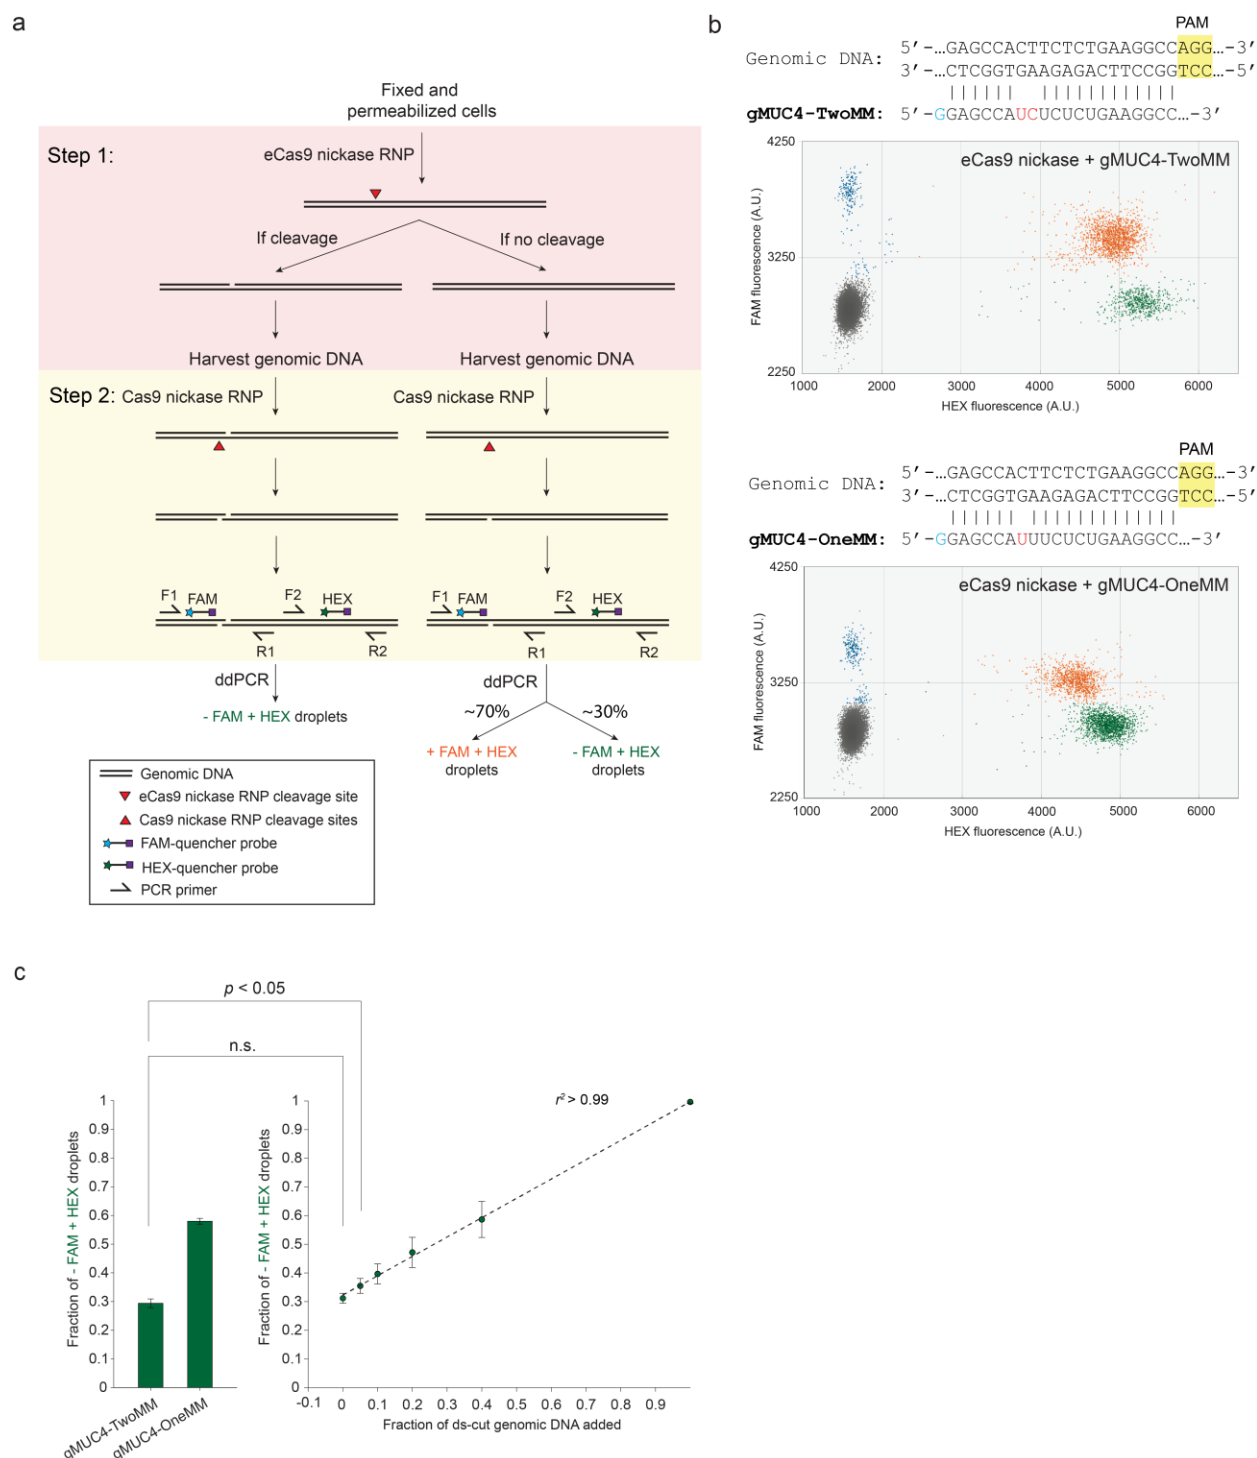 a
Fixed and
permeabilized cells
Step 1:
eCas9 nickase RNP
If cleavage
If no cleavage
Harvest genomic DNA
Harvest genomic DNA
Step 2:
Cas9 nickase RNP
Cas9 nickase RNP
F1
FAM
F2
HEX
R1
R2
F1
FAM
F2
HEX
R1
R2
ddPCR
- FAM + HEX droplets
ddPCR
~70%
~30%
+ FAM + HEX
droplets
- FAM + HEX
droplets
Genomic DNA
eCas9 nickase RNP cleavage site
Cas9 nickase RNP cleavage sites
FAM-quencher probe
HEX-quencher probe
PCR primer
b
PAM
Genomic DNA:
5’-…GAGCCACTTCTCTGAAGGCCAGG…-3’
3’-…CTCGGTGAAGAGACTTCCGGTCC…-5’
gMUC4-TwoMM: 5’-GGAGCCAUCUCUCUGAAGGCC…-3’
eCas9 nickase + gMUC4-TwoMM
FAM fluorescence (A.U.)
4250
3250
2250
1000 2000 3000 4000 5000 6000
HEX fluorescence (A.U.)
PAM
Genomic DNA:
5’-…GAGCCACTTCTCTGAAGGCCAGG…-3’
3’-…CTCGGTGAAGAGACTTCCGGTCC…-5’
gMUC4-OneMM: 5’-GGAGCCAUUUCUCUGAAGGCC…-3’
eCas9 nickase + gMUC4-OneMM
FAM fluorescence (A.U.)
4250
3250
2250
1000 2000 3000 4000 5000 6000
HEX fluorescence (A.U.)
c
p < 0.05
n.s.
Fraction of - FAM + HEX droplets
1
0.9
0.8
0.7
0.6
0.5
0.4
0.3
0.2
0.1
0
gMUC4-TwoMM
gMUC4-OneMM
Fraction of - FAM + HEX droplets
1
0.9
0.8
0.7
0.6
0.5
0.4
0.3
0.2
0.1
0
r² > 0.99
-0.1 0 0.1 0.2 0.3 0.4 0.5 0.6 0.7 0.8 0.9
Fraction of ds-cut genomic DNA added